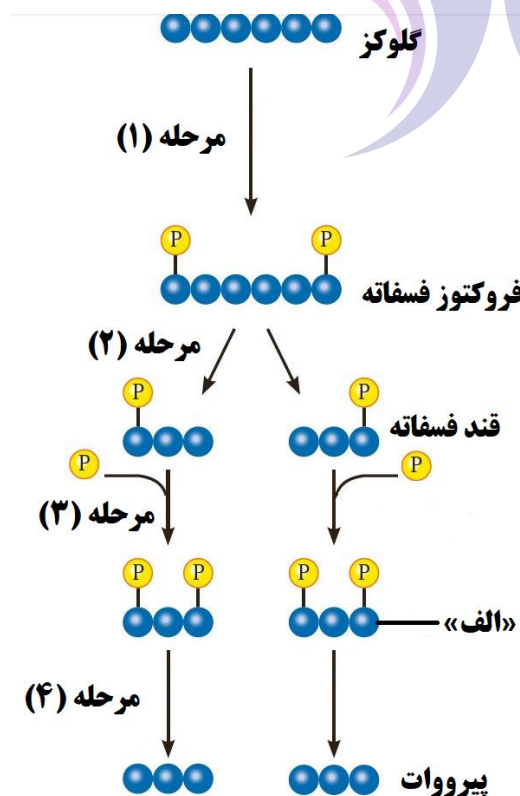 گلوکز
مرحله (۱)
P
P
فروکتوز فسفاته
مرحله (۲)
P
P
قند فسفاته
P
P
مرحله (۳)
P
P
P
P
«الف»
مرحله (۴)
پیرووات